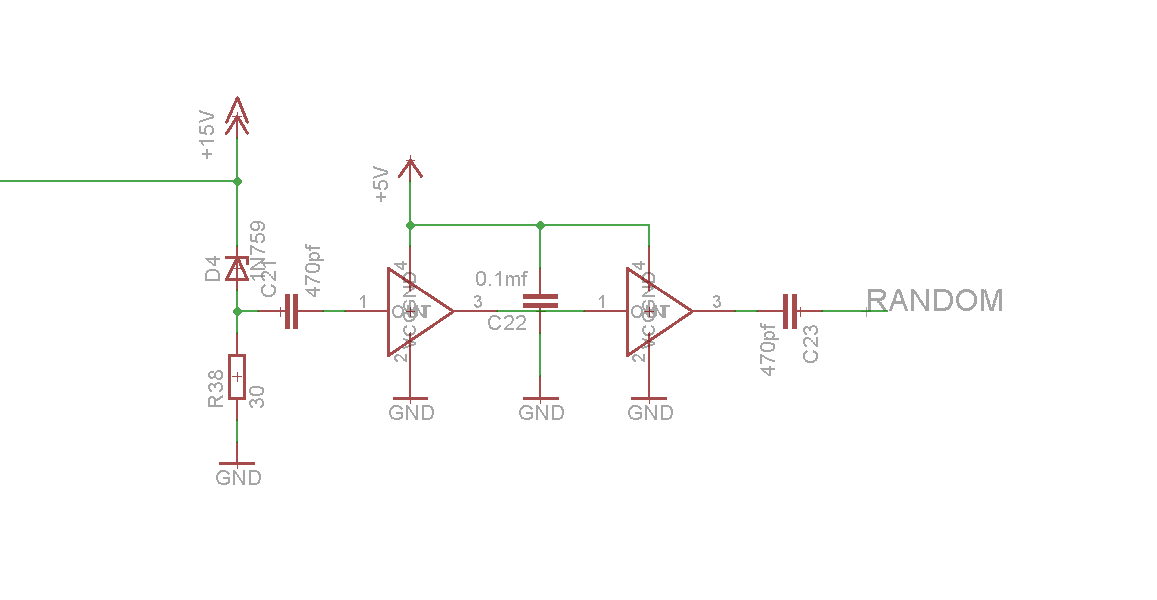 +15V
+5V
D4
1N759
C21
470pf
1
4
VCC
GND
IN
OUT
2
3
0.1mf
C22
1
4
VCC
GND
IN
OUT
2
3
470pf
C23
RANDOM
R38
30
GND
GND
GND
GND